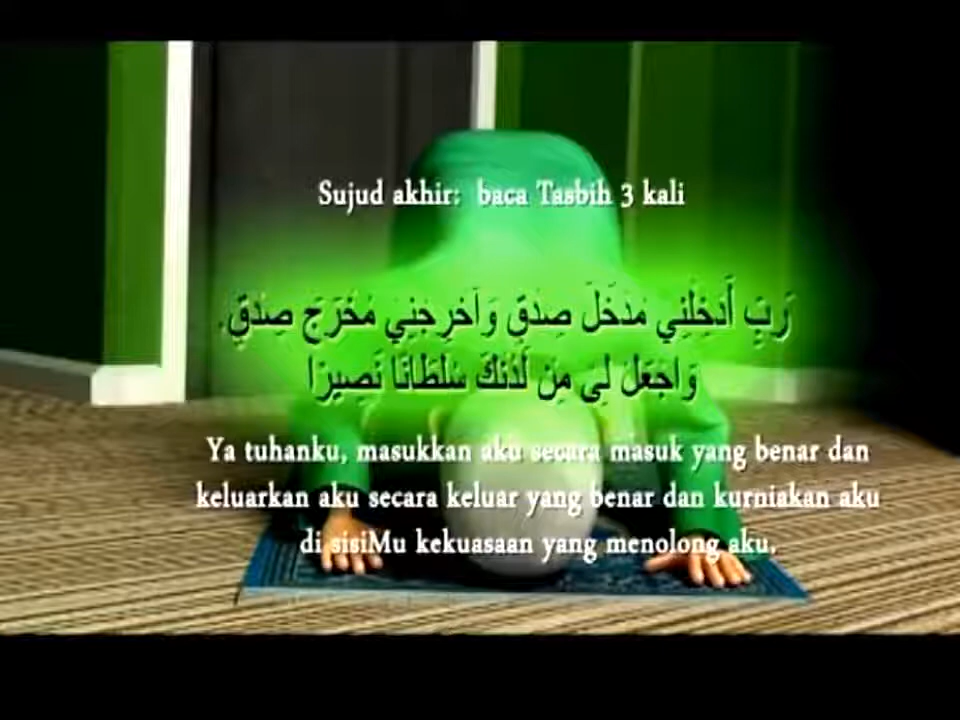 Sujud akhir: baca Tasbih 3 kali
رَبِّ أَدْخِلْنِي مُدْخَلَ صِدْقٍ وَأَخْرِجْنِي مُخْرَجَ صِدْقٍ.
وَاجْعَلْ لِيْ مِنْ لَّدُنْكَ سُلْطَانًا نَصِيرًا
Ya tuhanku, masukkan aku secara masuk yang benar dan
keluarkan aku secara keluar yang benar dan kurniakan aku
di sisiMu kekuasaan yang menolong aku.